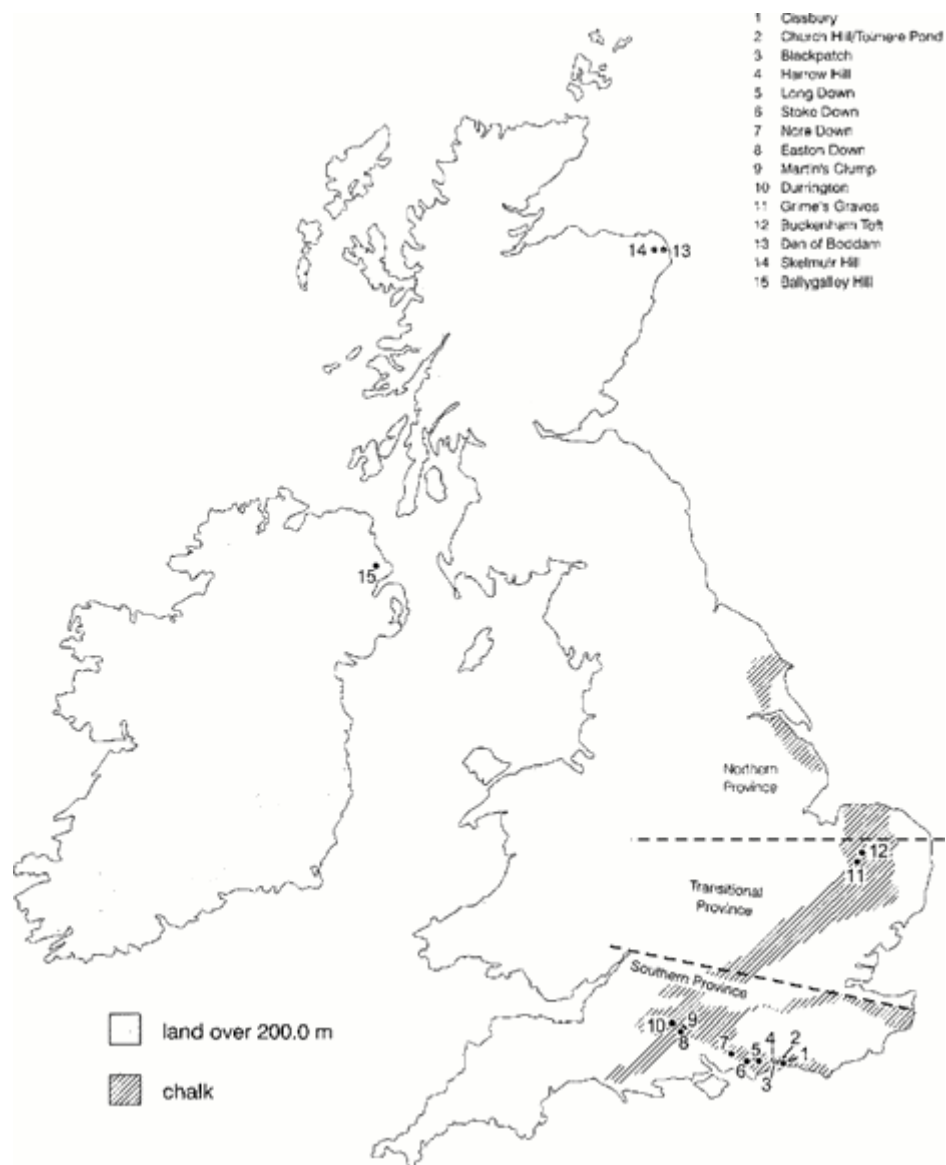 1 Cissbury
2 Church Hill/Tolmere Pond
3 Blackpatch
4 Harrow Hill
5 Long Down
6 Stoke Down
7 Nore Down
8 Easton Down
9 Martin's Clump
10 Durrington
11 Grime's Graves
12 Buckenham Toft
13 Den of Boddam
14 Skelmuir Hill
15 Ballygalley Hill
14 13
15
Northern
Province
12
11
Transitional
Province
Southern Province
10 9
8
7 5 4 2
6 3 1
land over 200.0 m
chalk